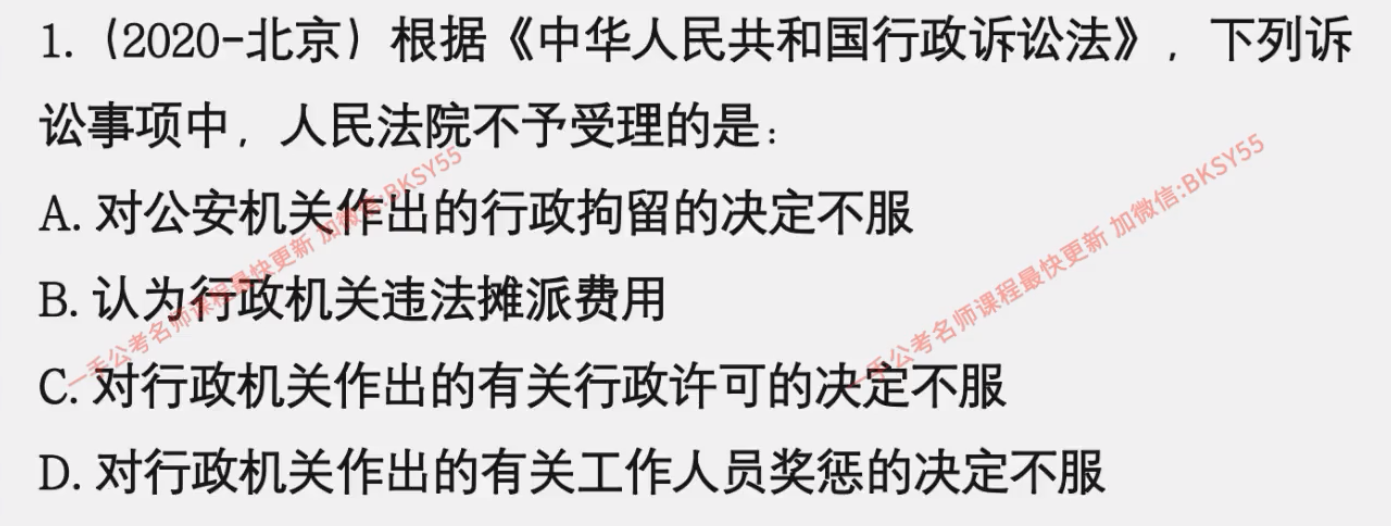 1.（2020-北京）根据《中华人民共和国行政诉讼法》，下列诉
讼事项中，人民法院不予受理的是：
A. 对公安机关作出的行政拘留的决定不服
B. 认为行政机关违法摊派费用
C. 对行政机关作出的有关行政许可的决定不服
D. 对行政机关作出的有关工作人员奖惩的决定不服
一手公考名师课程最快更新 加微信:BKSY55
一手公考名师课程最快更新 加微信:BKSY55